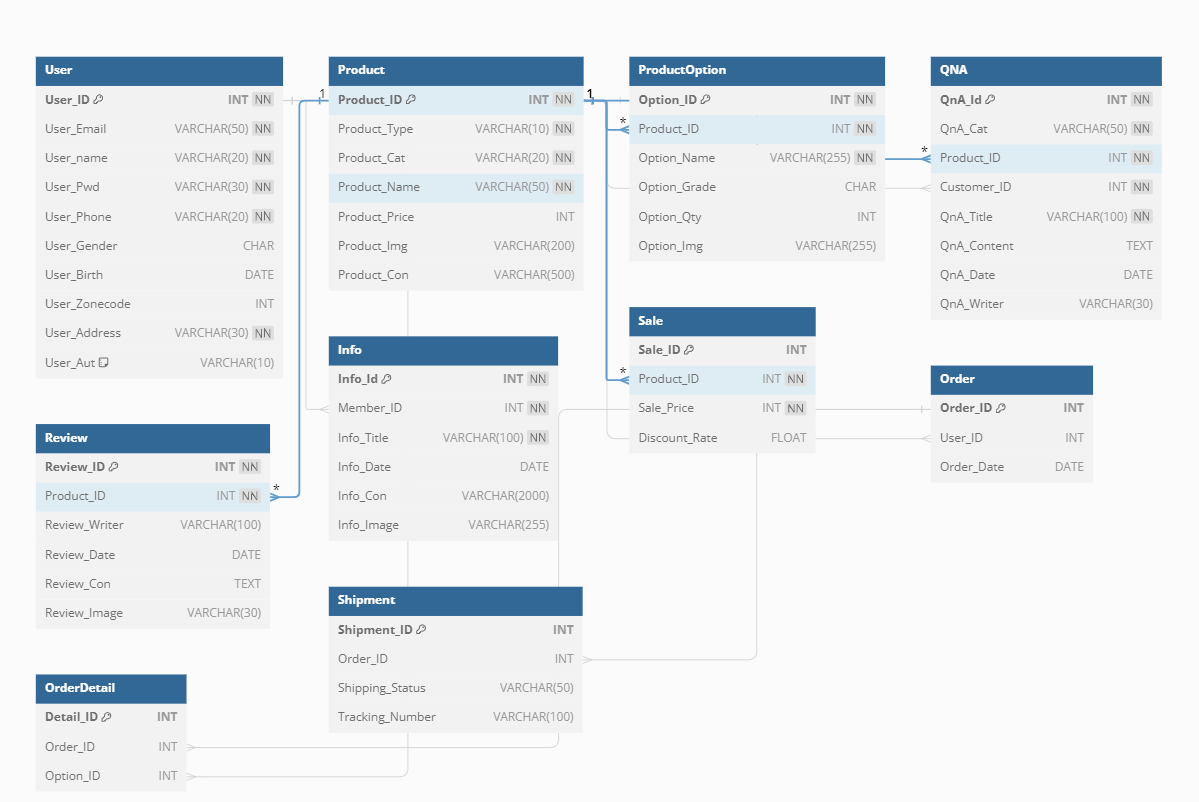 User
User_ID INT NN
User_Email VARCHAR(50) NN
User_name VARCHAR(20) NN
User_Pwd VARCHAR(30) NN
User_Phone VARCHAR(20) NN
User_Gender CHAR
User_Birth DATE
User_Zonecode INT
User_Address VARCHAR(30) NN
User_Aut VARCHAR(10)
1
Product
Product_ID INT NN
Product_Type VARCHAR(10) NN
Product_Cat VARCHAR(20) NN
Product_Name VARCHAR(50) NN
Product_Price INT
Product_Img VARCHAR(200)
Product_Con VARCHAR(500)
1
*
ProductOption
Option_ID INT NN
Product_ID INT NN
Option_Name VARCHAR(255) NN
Option_Grade CHAR
Option_Qty INT
Option_Img VARCHAR(255)
*
QNA
QnA_Id INT NN
QnA_Cat VARCHAR(50) NN
Product_ID INT NN
Customer_ID INT NN
QnA_Title VARCHAR(100) NN
QnA_Content TEXT
QnA_Date DATE
QnA_Writer VARCHAR(30)
*
Sale
Sale_ID INT
Product_ID INT NN
Sale_Price INT NN
Discount_Rate FLOAT
Info
Info_Id INT NN
Member_ID INT NN
Info_Title VARCHAR(100) NN
Info_Date DATE
Info_Con VARCHAR(2000)
Info_Image VARCHAR(255)
Order
Order_ID INT
User_ID INT
Order_Date DATE
Review
Review_ID INT NN
Product_ID INT NN
Review_Writer VARCHAR(100)
Review_Date DATE
Review_Con TEXT
Review_Image VARCHAR(30)
*
Shipment
Shipment_ID INT
Order_ID INT
Shipping_Status VARCHAR(50)
Tracking_Number VARCHAR(100)
OrderDetail
Detail_ID INT
Order_ID INT
Option_ID INT